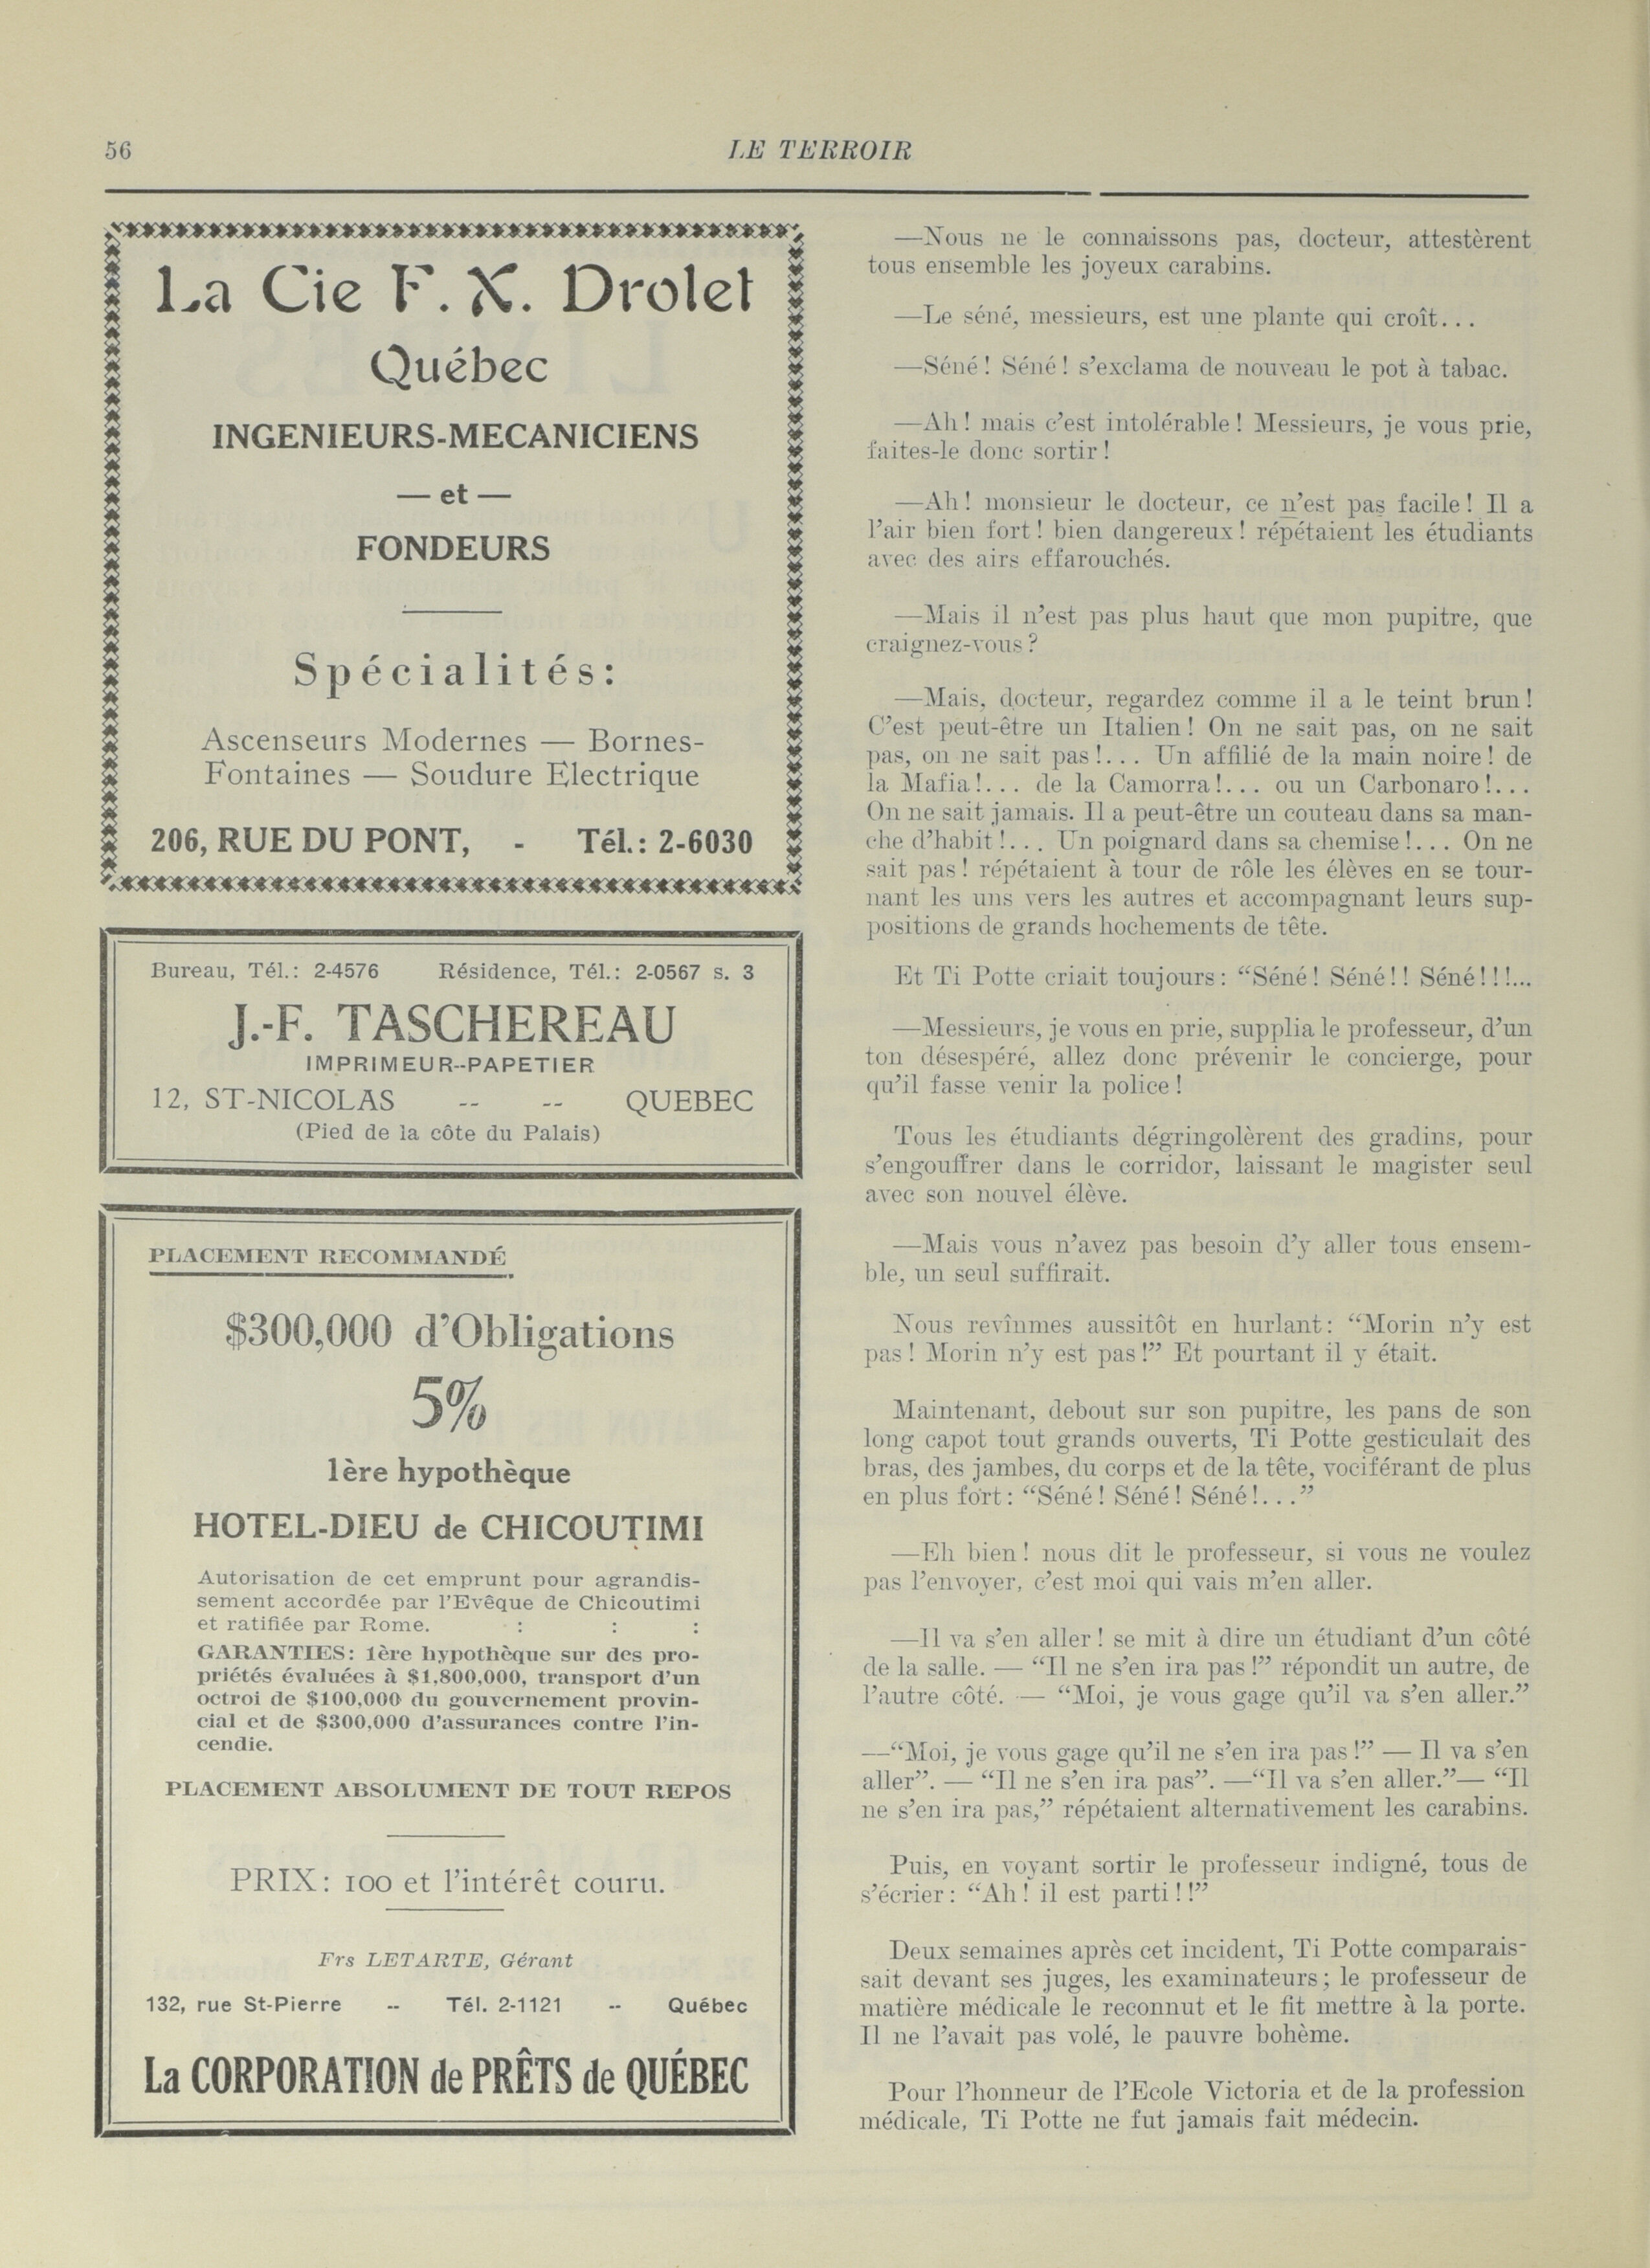 56
LE TERROIR
La Cie F. X. Drolet
Québec
INGENIEURS-MECANICIENS
— et —
FONDEURS
Spécialités:
Ascenseurs Modernes — Bornes-
Fontaines — Soudure Electrique
206, RUE DU PONT, - Tél.: 2-6030
Bureau, Tél.: 2-4576 Résidence, Tél.: 2-0567 s. 3
J.-F. TASCHEREAU
IMPRIMEUR--PAPETIER
12, ST-NICOLAS -- -- QUEBEC
(Pied de la côte du Palais)
PLACEMENT RECOMMANDÉ
$300,000 d'Obligations
5%
1ère hypothèque
HOTEL-DIEU de CHICOUTIMI
Autorisation de cet emprunt pour agrandis-
sement accordée par l'Evêque de Chicoutimi
et ratifiée par Rome. : : :
GARANTIES: 1ère hypothèque sur des pro-
priétés évaluées à $1,800,000, transport d'un
octroi de $100,000 du gouvernement provin-
cial et de $300,000 d'assurances contre l'in-
cendie.
PLACEMENT ABSOLUMENT DE TOUT REPOS
PRIX: 100 et l'intérêt couru.
Frs LETARTE, Gérant
132, rue St-Pierre -- Tél. 2-1121 -- Québec
La CORPORATION de PRÊTS de QUÉBEC
—Nous ne le connaissons pas, docteur, attestèrent
tous ensemble les joyeux carabins.
—Le séné, messieurs, est une plante qui croît...
—Séné! Séné! s'exclama de nouveau le pot à tabac.
—Ah! mais c'est intolérable! Messieurs, je vous prie,
faites-le donc sortir!
—Ah! monsieur le docteur, ce n'est pas facile! Il a
l'air bien fort! bien dangereux! répétaient les étudiants
avec des airs effarouchés.
—Mais il n'est pas plus haut que mon pupitre, que
craignez-vous?
—Mais, docteur, regardez comme il a le teint brun!
C'est peut-être un Italien! On ne sait pas, on ne sait
pas, on ne sait pas!... Un affilié de la main noire! de
la Mafia!... de la Camorra!... ou un Carbonaro!...
On ne sait jamais. Il a peut-être un couteau dans sa man-
che d'habit!... Un poignard dans sa chemise!... On ne
sait pas! répétaient à tour de rôle les élèves en se tour-
nant les uns vers les autres et accompagnant leurs sup-
positions de grands hochements de tête.
Et Ti Potte criait toujours: “Séné! Séné!! Séné!!!...
—Messieurs, je vous en prie, supplia le professeur, d'un
ton désespéré, allez donc prévenir le concierge, pour
qu'il fasse venir la police!
Tous les étudiants dégringolèrent des gradins, pour
s'engouffrer dans le corridor, laissant le magister seul
avec son nouvel élève.
—Mais vous n'avez pas besoin d'y aller tous ensem-
ble, un seul suffirait.
Nous revînmes aussitôt en hurlant: “Morin n'y est
pas! Morin n'y est pas!” Et pourtant il y était.
Maintenant, debout sur son pupitre, les pans de son
long capot tout grands ouverts, Ti Potte gesticulait des
bras, des jambes, du corps et de la tête, vociférant de plus
en plus fort: “Séné! Séné! Séné!...”
—Eh bien! nous dit le professeur, si vous ne voulez
pas l'envoyer, c'est moi qui vais m'en aller.
—Il va s'en aller! se mit à dire un étudiant d'un côté
de la salle. — “Il ne s'en ira pas!” répondit un autre, de
l'autre côté. — “Moi, je vous gage qu'il va s'en aller.”
—“Moi, je vous gage qu'il ne s'en ira pas!” — Il va s'en
aller”. — “Il ne s'en ira pas”. —“Il va s'en aller.”— “Il
ne s'en ira pas,” répétaient alternativement les carabins.
Puis, en voyant sortir le professeur indigné, tous de
s'écrier: “Ah! il est parti!!”
Deux semaines après cet incident, Ti Potte comparais-
sait devant ses juges, les examinateurs; le professeur de
matière médicale le reconnut et le fit mettre à la porte.
Il ne l'avait pas volé, le pauvre bohème.
Pour l'honneur de l'Ecole Victoria et de la profession
médicale, Ti Potte ne fut jamais fait médecin.